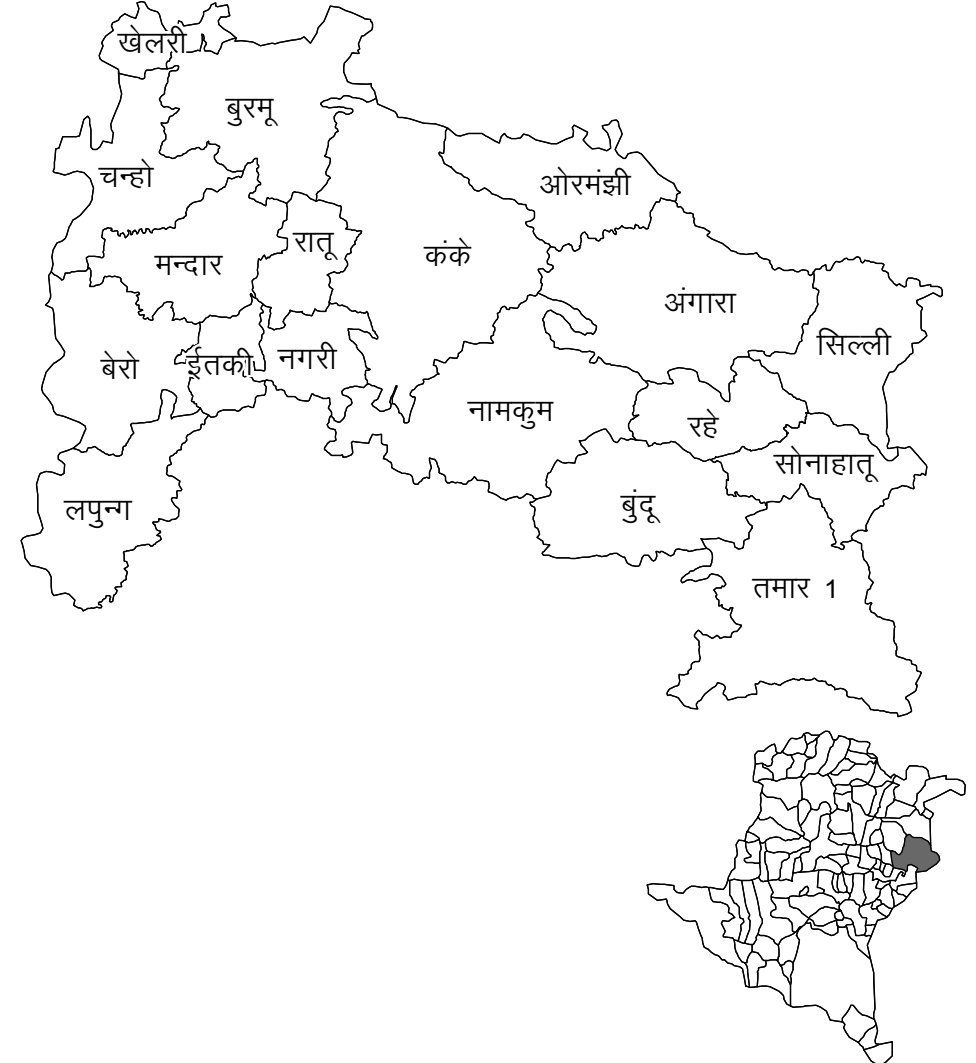 खेलरी
बुरमू
चन्हो
ओरमंझी
रातू
कंके
मन्दार
अंगारा
सिल्ली
बेरो
ईतकी
नगरी
नामकुम
रहे
सोनाहातू
लपुन्ग
बुंदू
तमार 1